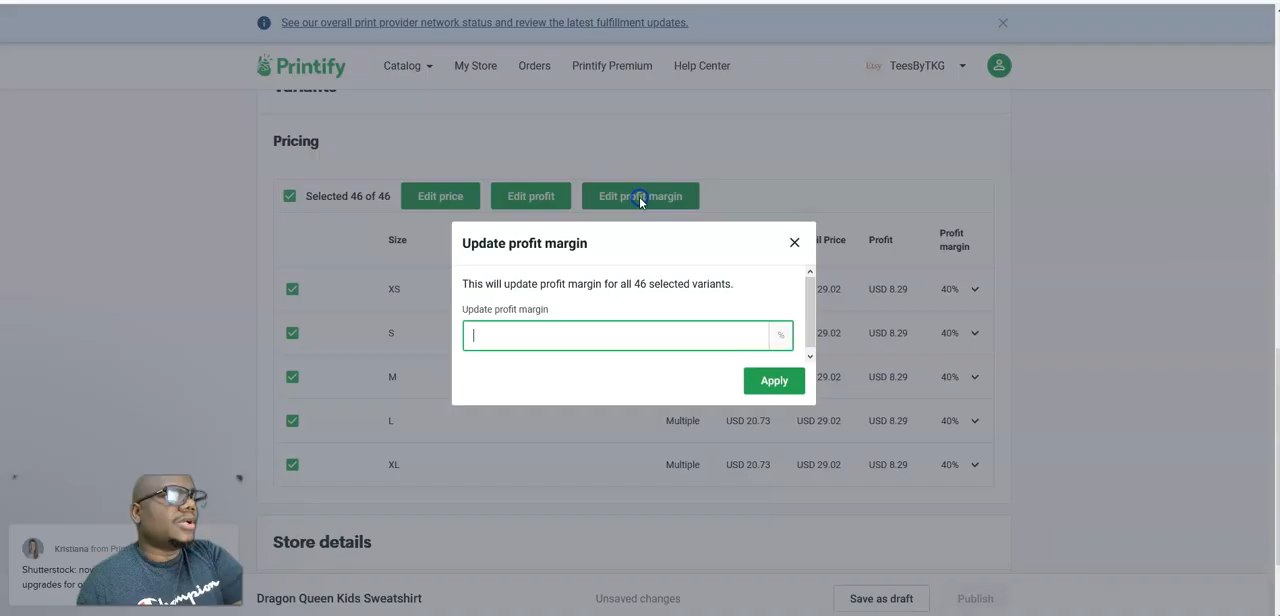 See our overall print provider network status and review the latest fulfillment updates.
Printify Catalog My Store Orders Printify Premium Help Center Etsy TeesByTKG
Variants
Pricing
Selected 46 of 46 Edit price Edit profit Edit profit margin
Size Price Profit Profit margin
Update profit margin
This will update profit margin for all 46 selected variants.
Update profit margin
%
Apply
XS 29.02 USD 8.29 40%
S 29.02 USD 8.29 40%
M 29.02 USD 8.29 40%
L Multiple USD 20.73 USD 29.02 USD 8.29 40%
XL Multiple USD 20.73 USD 29.02 USD 8.29 40%
Store details
Kristiana from
Shutterstock:
upgrades for
Champion
Dragon Queen Kids Sweatshirt Unsaved changes Save as draft Publish